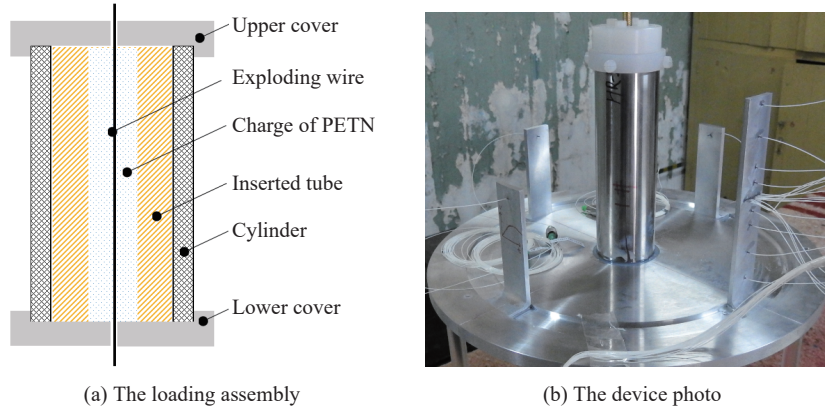 Upper cover
Exploding wire
Charge of PETN
Inserted tube
Cylinder
Lower cover
(a) The loading assembly
(b) The device photo